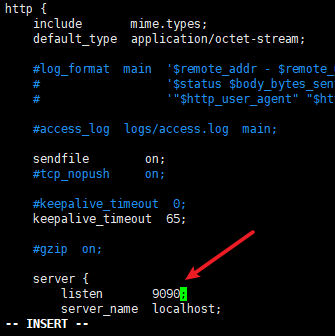 http {
    include       mime.types;
    default_type  application/octet-stream;
    #log_format  main  '$remote_addr - $remote_
    #                  '$status $body_bytes_sen
    #                  '"$http_user_agent" "$ht
    #access_log  logs/access.log  main;
    sendfile        on;
    #tcp_nopush     on;
    #keepalive_timeout  0;
    keepalive_timeout  65;
    #gzip  on;
    server {
        listen       9090;
        server_name  localhost;
-- INSERT --